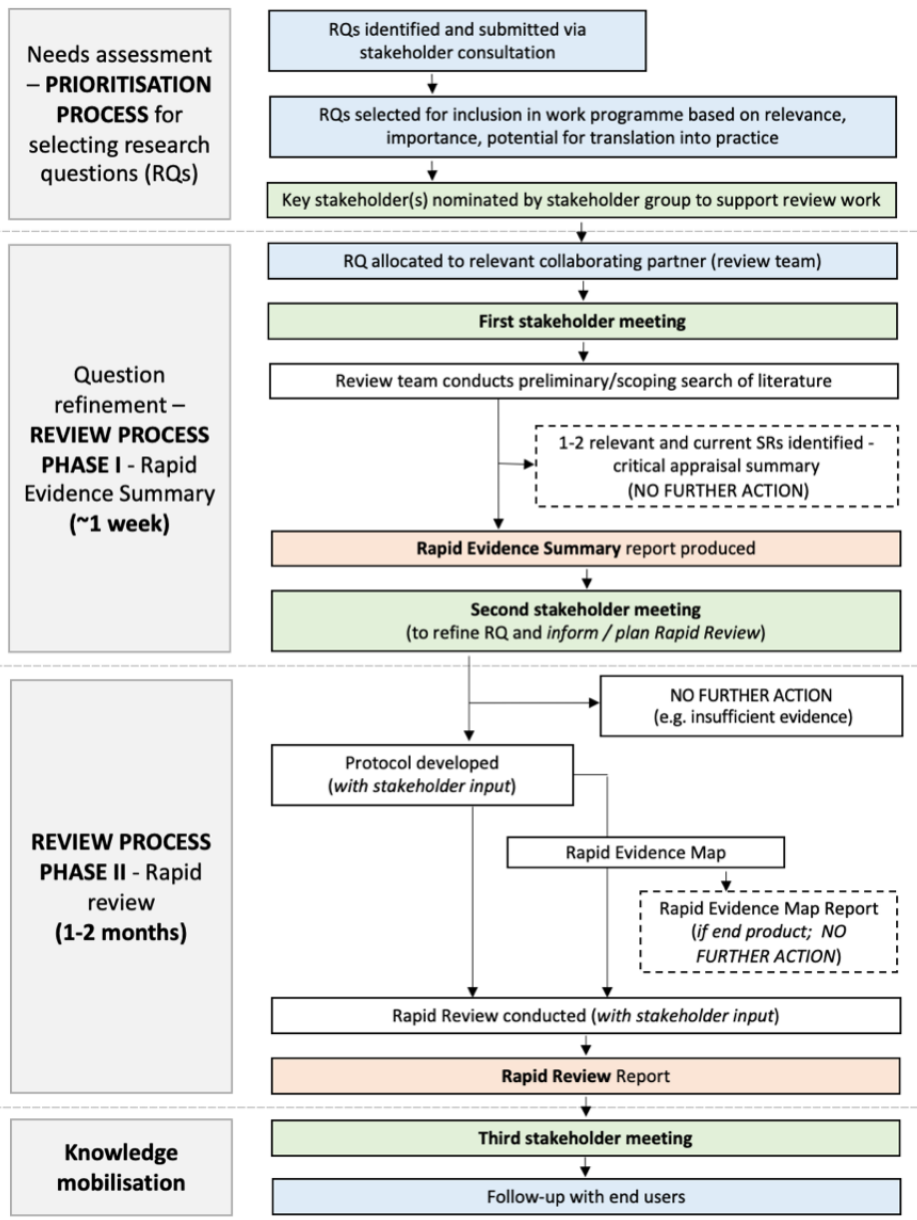 Needs assessment
– PRIORITISATION
PROCESS for
selecting research
questions (RQs)
RQs identified and submitted via
stakeholder consultation
RQs selected for inclusion in work programme based on relevance,
importance, potential for translation into practice
Key stakeholder(s) nominated by stakeholder group to support review work
Question
refinement –
REVIEW PROCESS
PHASE I - Rapid
Evidence Summary
(~1 week)
RQ allocated to relevant collaborating partner (review team)
First stakeholder meeting
Review team conducts preliminary/scoping search of literature
1-2 relevant and current SRs identified -
critical appraisal summary
(NO FURTHER ACTION)
Rapid Evidence Summary report produced
Second stakeholder meeting
(to refine RQ and inform / plan Rapid Review)
REVIEW PROCESS
PHASE II - Rapid
review
(1-2 months)
NO FURTHER ACTION
(e.g. insufficient evidence)
Protocol developed
(with stakeholder input)
Rapid Evidence Map
Rapid Evidence Map Report
(if end product; NO
FURTHER ACTION)
Rapid Review conducted (with stakeholder input)
Rapid Review Report
Knowledge
mobilisation
Third stakeholder meeting
Follow-up with end users